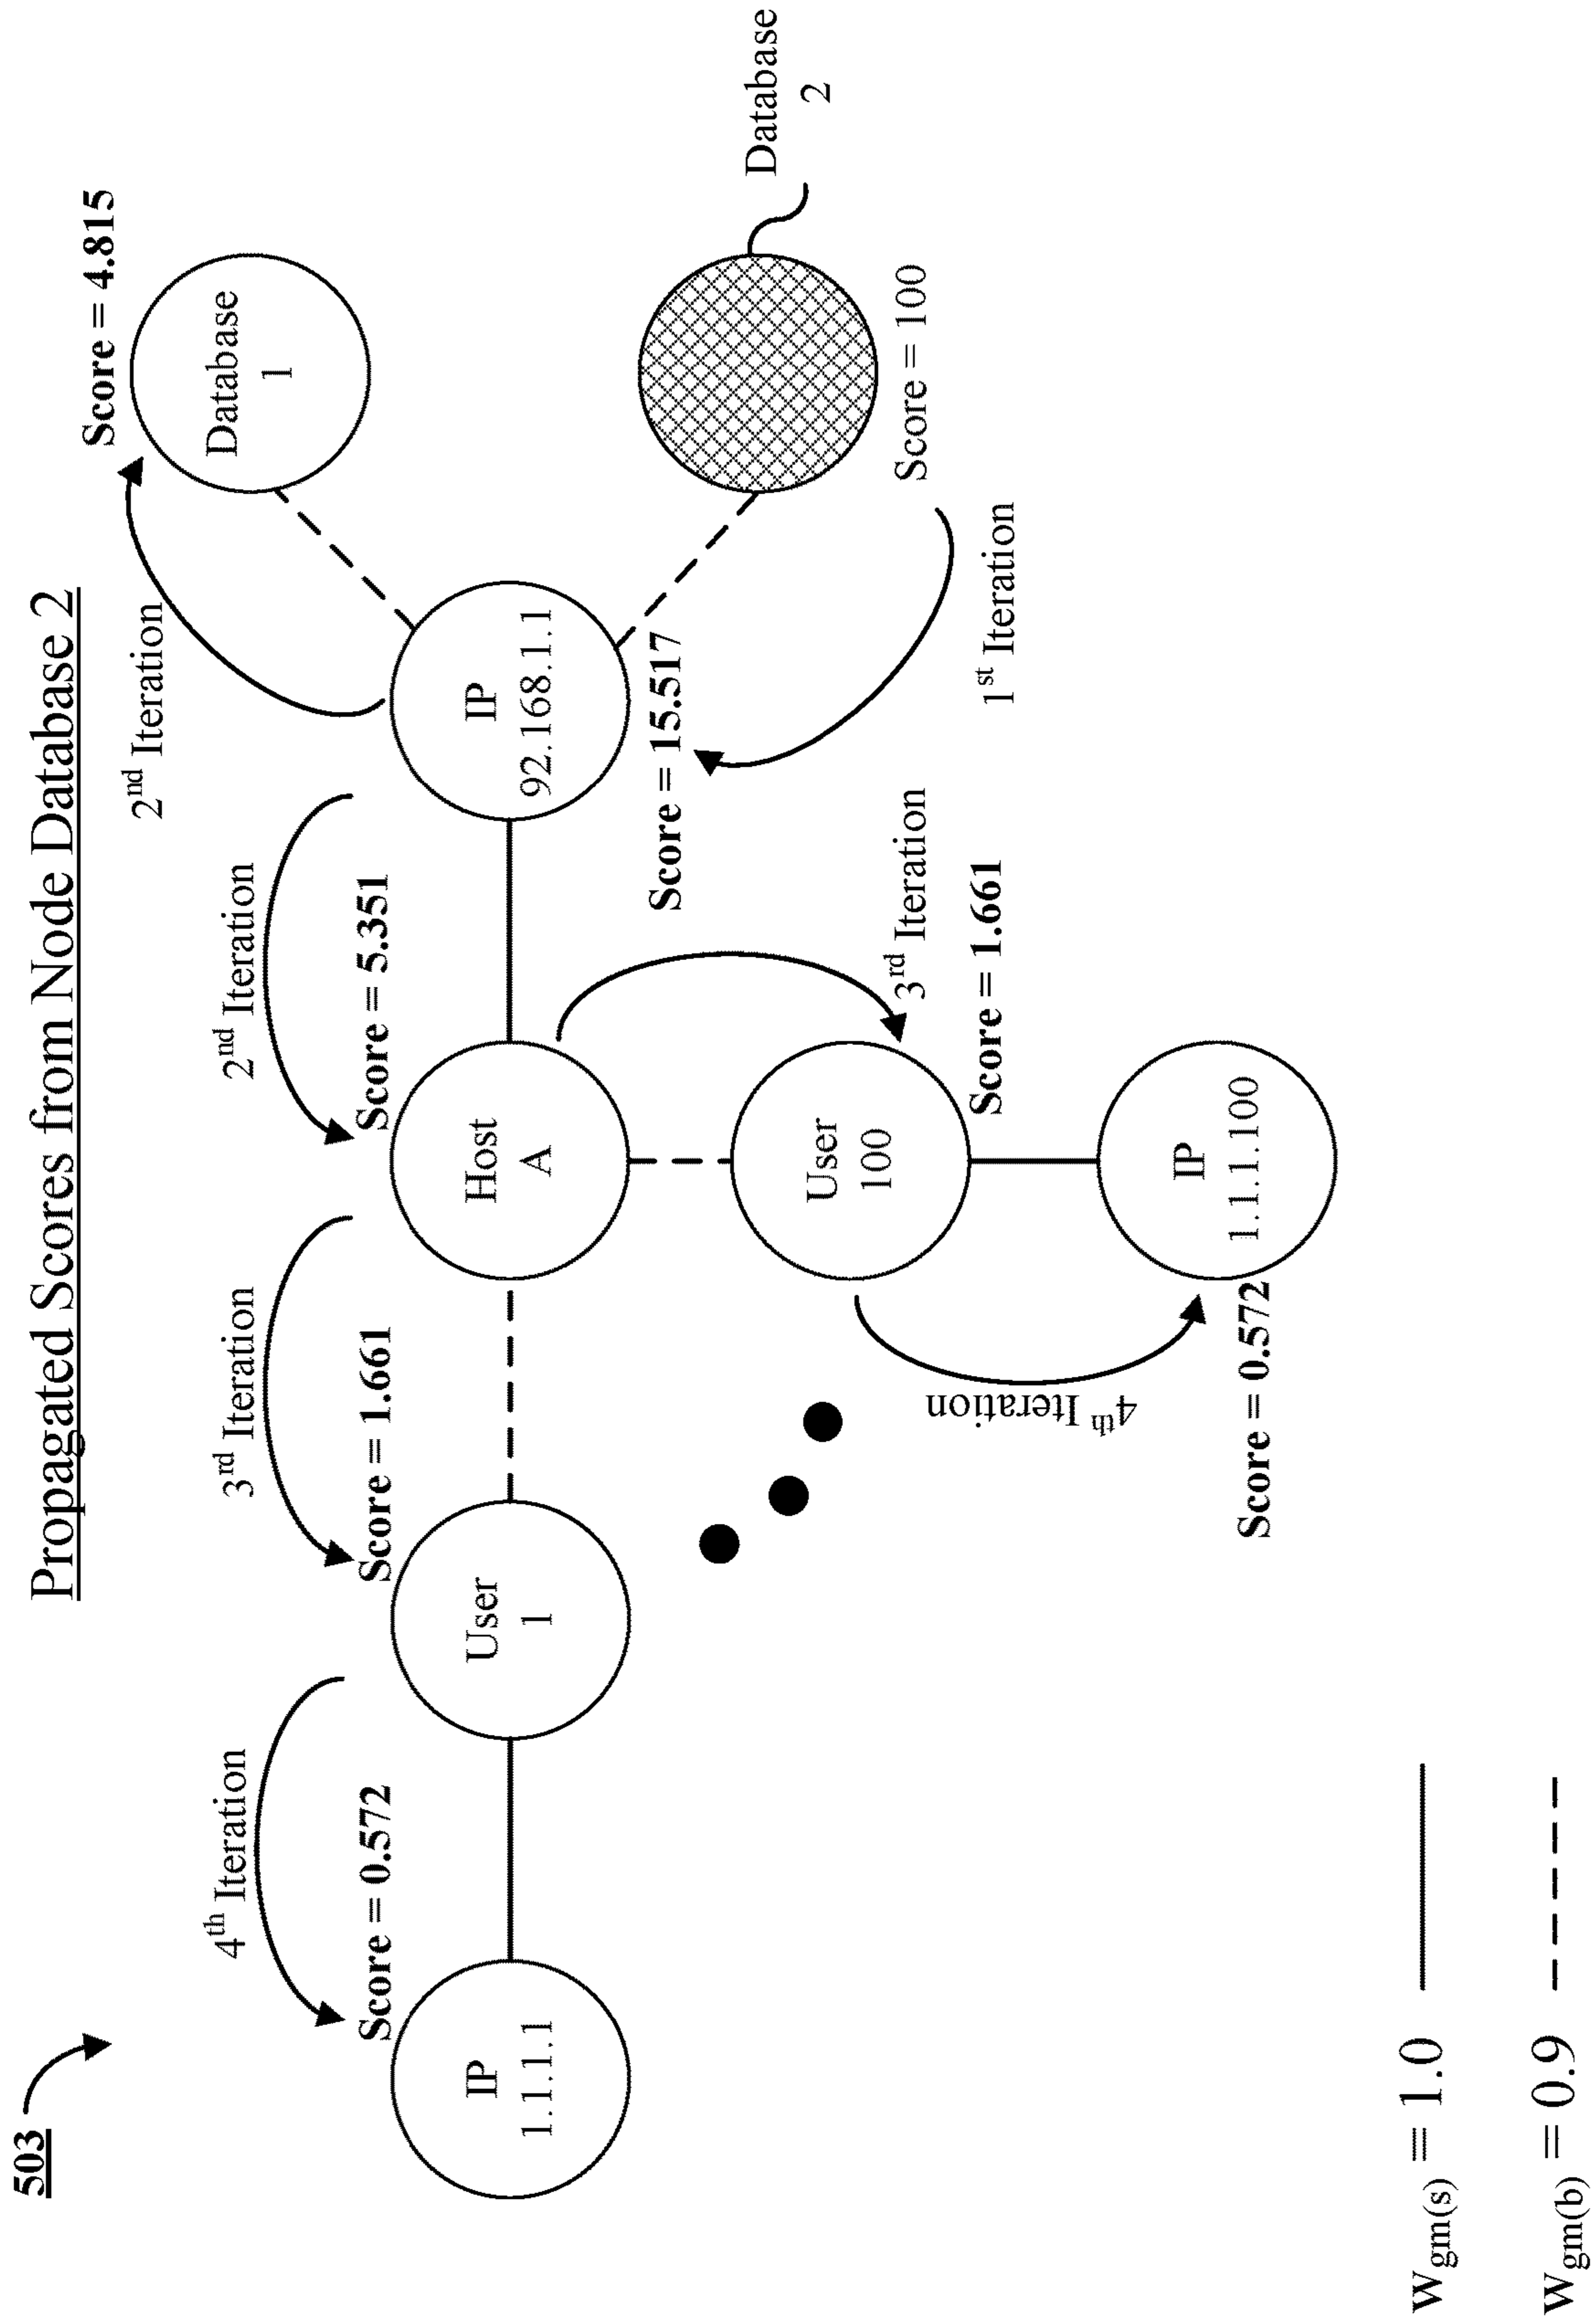 503
Propagated Scores from Node Database 2
4th Iteration
3rd Iteration
2nd Iteration
2nd Iteration
Score = 4.815
Score = 0.572
Score = 1.661
Score = 5.351
Database
1
IP
1.1.1.1
User
1
Host
A
IP
92.168.1.1
Score = 15.517
Database
2
Score = 100
1st Iteration
User
100
3rd Iteration
Score = 1.661
4th Iteration
IP
1.1.1.100
Score = 0.572
Wgm(s) = 1.0
Wgm(b) = 0.9